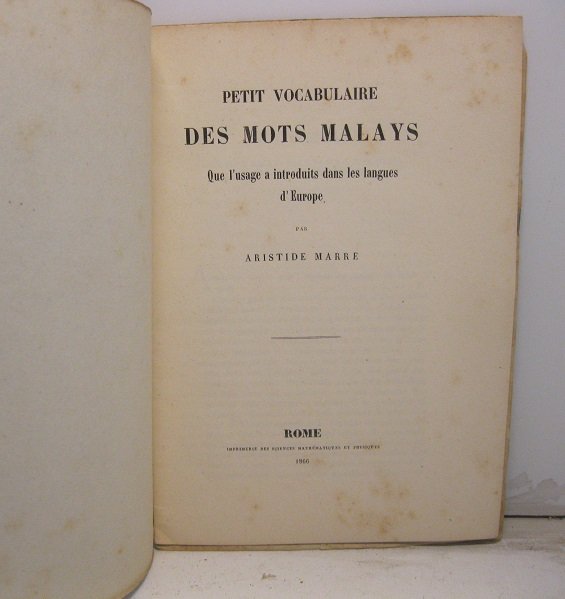 PETIT VOCABULAIRE
DES MOTS MALAYS
Que l'usage a introduits dans les langues
d'Europe,
PAR
ARISTIDE MARRE
ROME
IMPRIMERIE DES SCIENCES MATHÉMATIQUES ET PHYSIQUES
1866